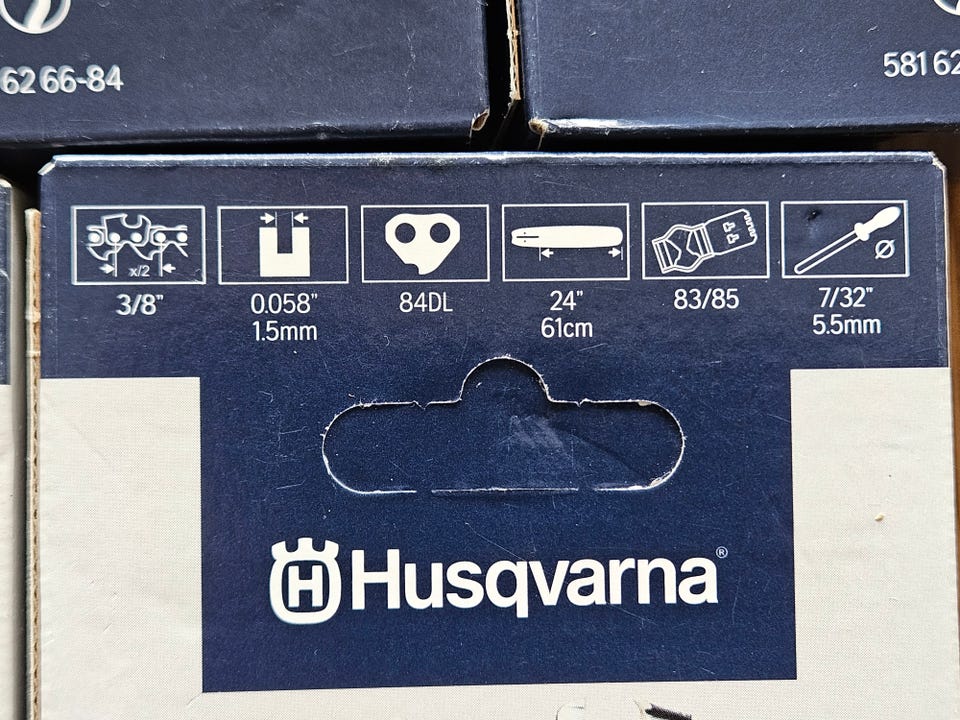 62 66-84
581 62
x/2
3/8"
0.058"
1.5mm
84DL
24"
61cm
83/85
7/32"
5.5mm
H Husqvarna®